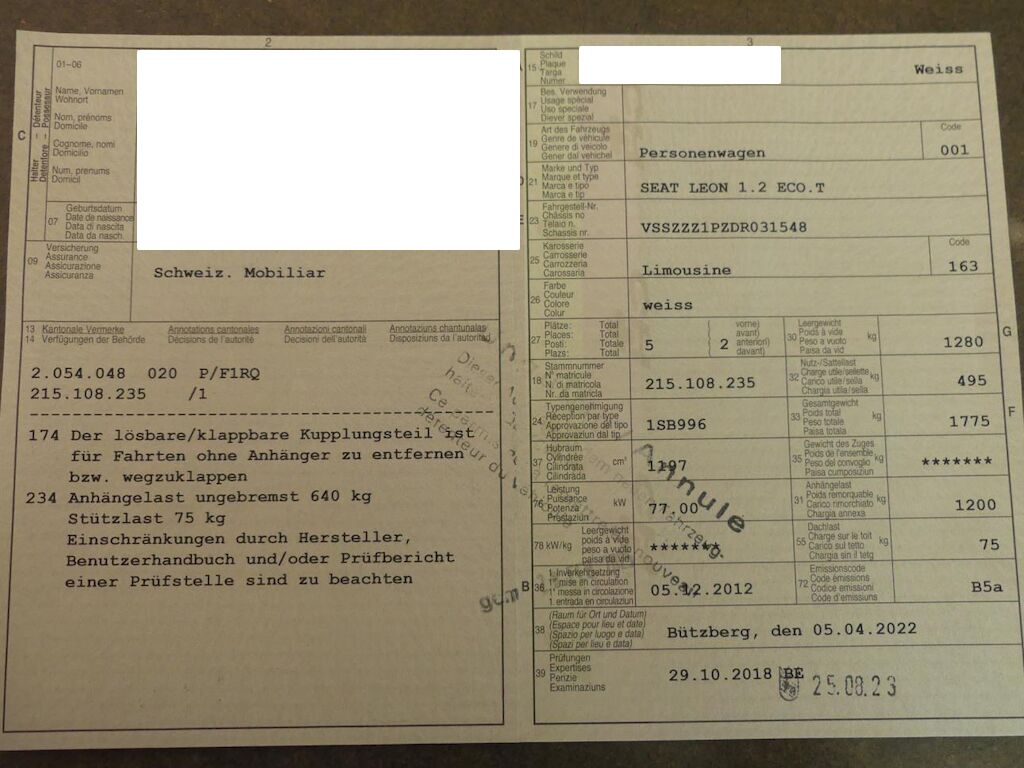 2
01-06
Name, Vornamen
Wohnort
Nom, prénoms
Domicile
Cognome, nomi
Domicilio
Num, prenums
Domicil
C
Halter – Détenteur
Detentore – Possessur
07
Geburtsdatum
Date de naissance
Data di nascita
Data da nasch.
09
Versicherung
Assurance
Assicurazione
Assicuranza
Schweiz. Mobiliar
13 Kantonale Vermerke Annotations cantonales Annotazioni cantonali Annotaziuns chantunalas
14 Verfügungen der Behörde Décisions de l'autorité Decisioni dell'autorità Disposiziuns da l'autoritad
2.054.048 020 P/F1RQ
215.108.235 /1
174 Der lösbare/klappbare Kupplungsteil ist
für Fahrten ohne Anhänger zu entfernen
bzw. wegzuklappen
234 Anhängelast ungebremst 640 kg
Stützlast 75 kg
Einschränkungen durch Hersteller,
Benutzerhandbuch und/oder Prüfbericht
einer Prüfstelle sind zu beachten
3
15
Schild
Plaque
Targa
Numer
Weiss
17
Bes. Verwendung
Usage spécial
Uso speciale
Diever spezial
19
Art des Fahrzeugs
Genre de véhicule
Genere di veicolo
Gener dal vehichel
Personenwagen
Code
001
21
Marke und Typ
Marque et type
Marca e tipo
Marca e tip
SEAT LEON 1.2 ECO.T
23
Fahrgestell-Nr.
Châssis no
Telaio n.
Schassis nr.
VSSZZZ1PZDR031548
25
Karosserie
Carrosserie
Carrozzeria
Carossaria
Limousine
Code
163
26
Farbe
Couleur
Colore
Colur
weiss
27
Plätze: Total
Places: Total
Posti: Totale
Plazs: Total
5
vorne)
avant)
anteriori)
davant)
2
30
Leergewicht
Poids à vide
Peso a vuoto
Paisa da vid
kg
1280
G
18
Stammnummer
N° matricule
N. di matricola
Nr. da matricla
215.108.235
32
Nutz-/Sattellast
Charge utile/sellette
Carico utile/sella
Chargia utila/sella
kg
495
24
Typengenehmigung
Réception par type
Approvazione del tipo
Approvaziun dal tip
1SB996
33
Gesamtgewicht
Poids total
Peso totale
Paisa totala
kg
1775
F
37
Hubraum
Cylindrée
Cilindrata
Cilindrada
cm³
1197
35
Gewicht des Zuges
Poids de l'ensemble
Peso del convoglio
Paisa cumposiziun
kg
*******
76
Leistung
Puissance
Potenza
Prestaziun
kW
77.00
31
Anhängelast
Poids remorquable
Carico rimorchiato
Chargia annexa
kg
1200
78 kW/kg
Leergewicht
poids à vide
peso a vuoto
paisa da vid
*******
55
Dachlast
Charge sur le toit
Carico sul tetto
Chargia sin il tetg
kg
75
B
36
1. Inverkehrsetzung
1re mise en circulation
1a messa in circolazione
1. entrada en circulaziun
05.12.2012
72
Emissionscode
Code émissions
Codice emissioni
Code d'emissiuns
B5a
38
(Raum für Ort und Datum)
(Espace pour lieu et date)
(Spazio per luogo e data)
(Spazi per lieu e data)
Bützberg, den 05.04.2022
39
Prüfungen
Expertises
Perizie
Examinaziuns
29.10.2018 BE
25.08.23
Annulé